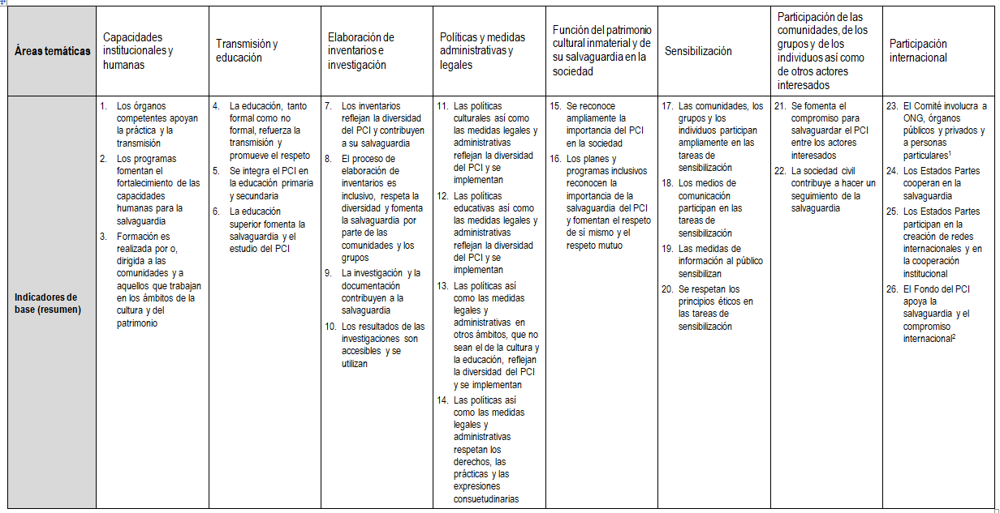 Áreas temáticas
Capacidades
institucionales y
humanas
Transmisión y
educación
Elaboración de
inventarios e
investigación
Políticas y medidas
administrativas y
legales
Función del patrimonio
cultural inmaterial y de
su salvaguardia en la
sociedad
Sensibilización
Participación de las
comunidades, de los
grupos y de los
individuos así como
de otros actores
interesados
Participación
internacional
Indicadores de
base (resumen)
1. Los órganos
competentes apoyan
la práctica y la
transmisión
2. Los programas
fomentan el
fortalecimiento de las
capacidades
humanas para la
salvaguardia
3. Formación es
realizada por o,
dirigida a las
comunidades y a
aquellos que trabajan
en los ámbitos de la
cultura y del
patrimonio
4. La educación, tanto
formal como no
formal, refuerza la
transmisión y
promueve el respeto
5. Se integra el PCI en
la educación primaria
y secundaria
6. La educación
superior fomenta la
salvaguardia y el
estudio del PCI
7. Los inventarios
reflejan la diversidad
del PCI y contribuyen
a su salvaguardia
8. El proceso de
elaboración de
inventarios es
inclusivo, respeta la
diversidad y fomenta
la salvaguardia por
parte de las
comunidades y los
grupos
9. La investigación y la
documentación
contribuyen a la
salvaguardia
10. Los resultados de las
investigaciones son
accesibles y se
utilizan
11. Las políticas
culturales así como
las medidas legales y
administrativas
reflejan la diversidad
del PCI y se
implementan
12. Las políticas
educativas así como
las medidas legales y
administrativas
reflejan la diversidad
del PCI y se
implementan
13. Las políticas así
como las medidas
legales y
administrativas en
otros ámbitos, que no
sean el de la cultura y
la educación, reflejan
la diversidad del PCI
y se implementan
14. Las políticas así
como las medidas
legales y
administrativas
respetan los
derechos, las
prácticas y las
expresiones
consuetudinarias
15. Se reconoce
ampliamente la
importancia del PCI
en la sociedad
16. Los planes y
programas inclusivos
reconocen la
importancia de la
salvaguardia del PCI
y fomentan el respeto
de sí mismo y el
respeto mutuo
17. Las comunidades, los
grupos y los
individuos participan
ampliamente en las
tareas de
sensibilización
18. Los medios de
comunicación
participan en las
tareas de
sensibilización
19. Las medidas de
información al público
sensibilizan
20. Se respetan los
principios éticos en
las tareas de
sensibilización
21. Se fomenta el
compromiso para
salvaguardar el PCI
entre los actores
interesados
22. La sociedad civil
contribuye a hacer un
seguimiento de la
salvaguardia
23. El Comité involucra a
ONG, órganos
públicos y privados y
a personas
particulares¹
24. Los Estados Partes
cooperan en la
salvaguardia
25. Los Estados Partes
participan en la
creación de redes
internacionales y en
la cooperación
institucional
26. El Fondo del PCI
apoya la
salvaguardia y el
compromiso
internacional²